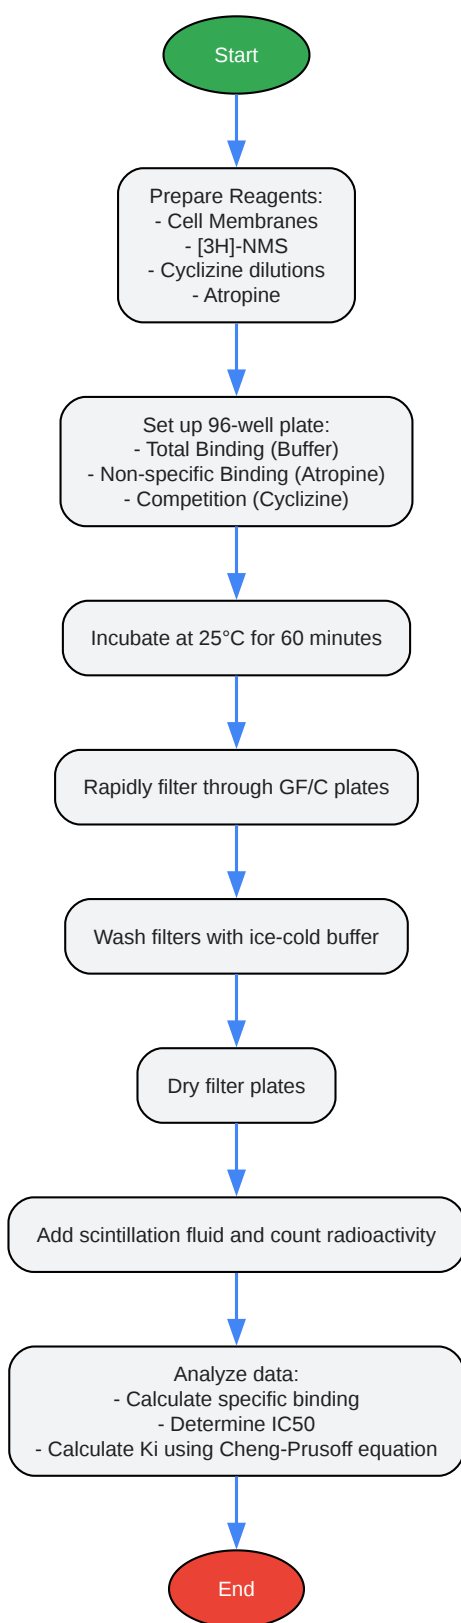 Start
Prepare Reagents:
- Cell Membranes
- [3H]-NMS
- Cyclizine dilutions
- Atropine
Set up 96-well plate:
- Total Binding (Buffer)
- Non-specific Binding (Atropine)
- Competition (Cyclizine)
Incubate at 25°C for 60 minutes
Rapidly filter through GF/C plates
Wash filters with ice-cold buffer
Dry filter plates
Add scintillation fluid and count radioactivity
Analyze data:
- Calculate specific binding
- Determine IC50
- Calculate Ki using Cheng-Prusoff equation
End